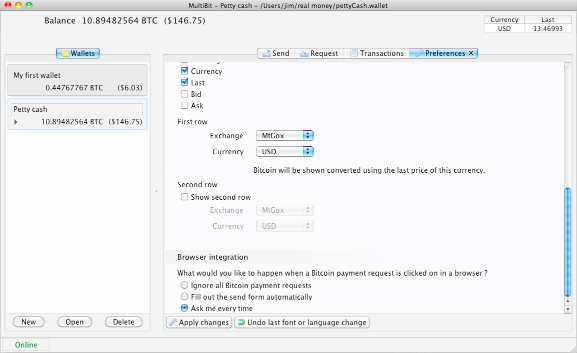 MultiBit - Petty cash - /Users/jim/real money/pettyCash.wallet
Balance 10.89482564 BTC ($146.75)
Currency Last
USD 13.46993
Wallets
Send Request Transactions Preferences
My first wallet
0.44767767 BTC ($6.03)
Petty cash
10.89482564 BTC ($146.75)
Currency
Last
Bid
Ask
First row
Exchange MtGox
Currency USD
Bitcoin will be shown converted using the last price of this currency.
Second row
Show second row
Exchange MtGox
Currency USD
Browser integration
What would you like to happen when a Bitcoin payment request is clicked on in a browser ?
Ignore all Bitcoin payment requests
Fill out the send form automatically
Ask me every time
New Open Delete
Apply changes Undo last font or language change
Online